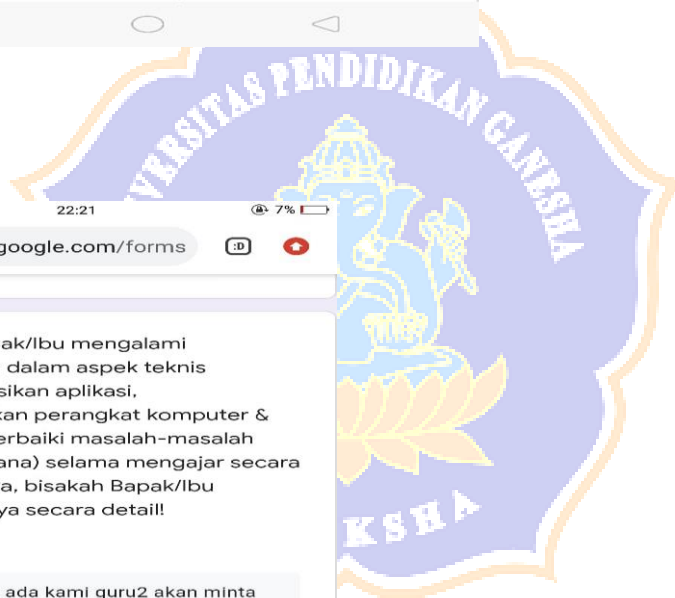 UNIVERSITAS PENDIDIKAN GANESHA
22:21
7%
google.com/forms
:D
ak/Ibu mengalami
dalam aspek teknis
sikan aplikasi,
kan perangkat komputer &
erbaiki masalah-masalah
ana) selama mengajar secara
a, bisakah Bapak/Ibu
ya secara detail!
ada kami guru2 akan minta
KSHA